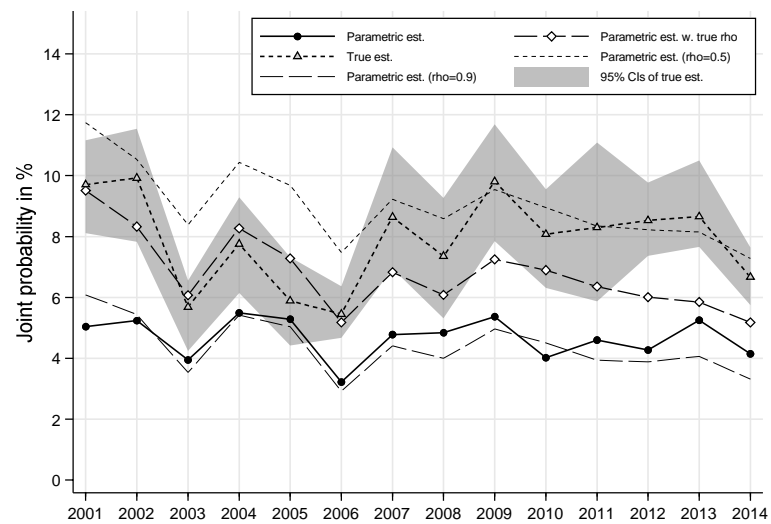 Parametric est.
Parametric est. w. true rho
True est.
Parametric est. (rho=0.5)
Parametric est. (rho=0.9)
95% CIs of true est.
Joint probability in %
14
12
10
8
6
4
2
0
2001 2002 2003 2004 2005 2006 2007 2008 2009 2010 2011 2012 2013 2014